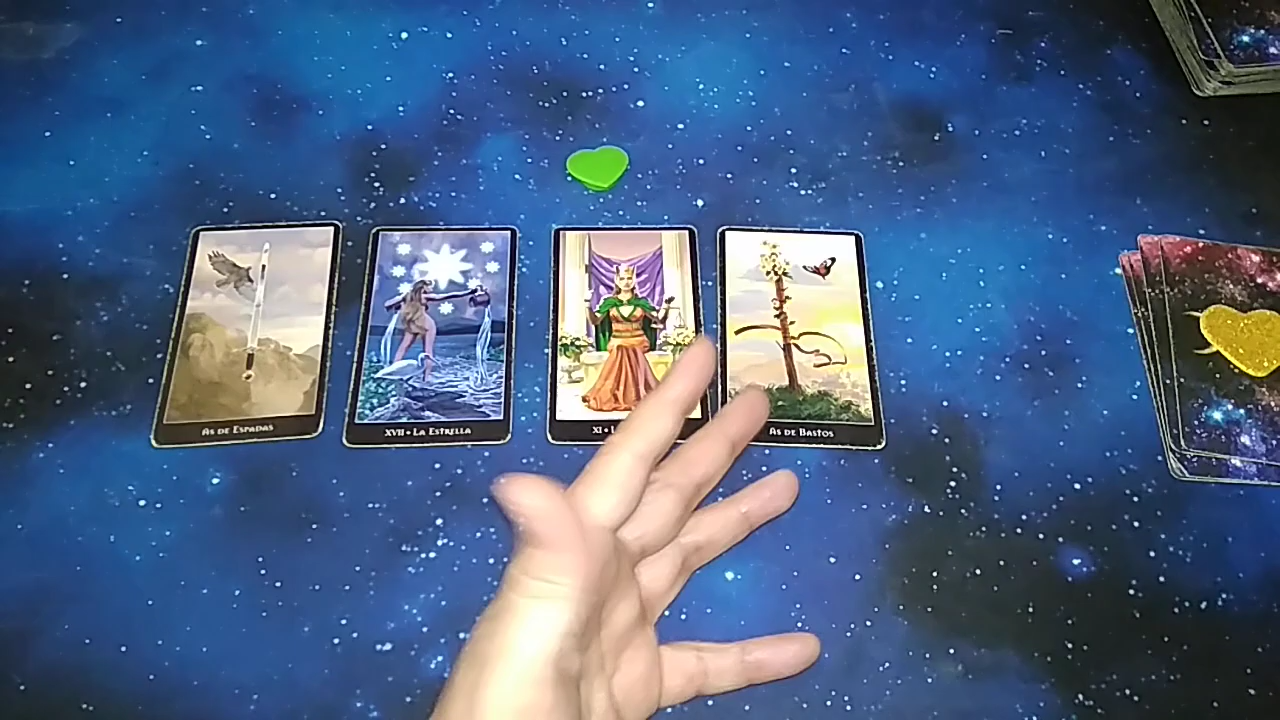 As de Espadas
XVII • La Estrella
XI •
As de Bastos